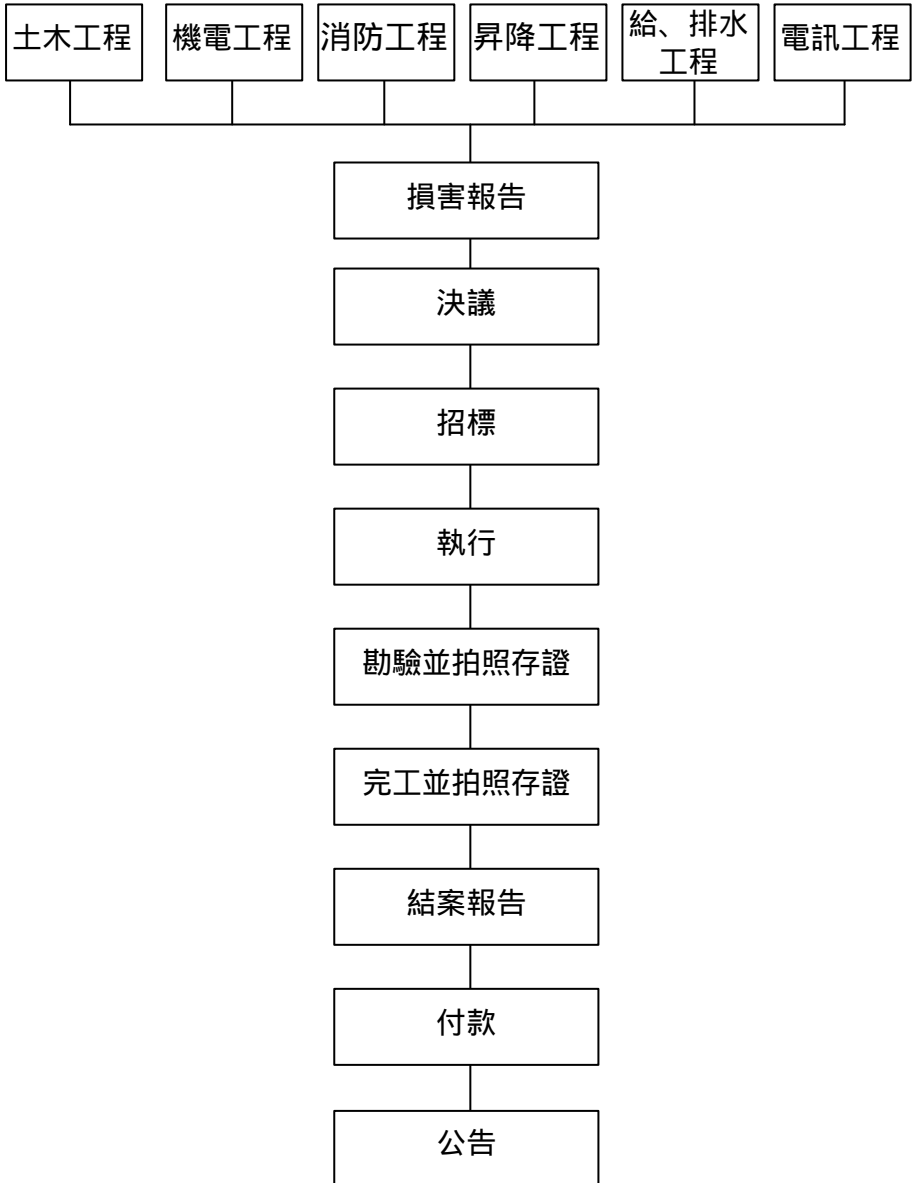 土木工程
機電工程
消防工程
昇降工程
給、排水
工程
電訊工程
損害報告
決議
招標
執行
勘驗並拍照存證
完工並拍照存證
結案報告
付款
公告